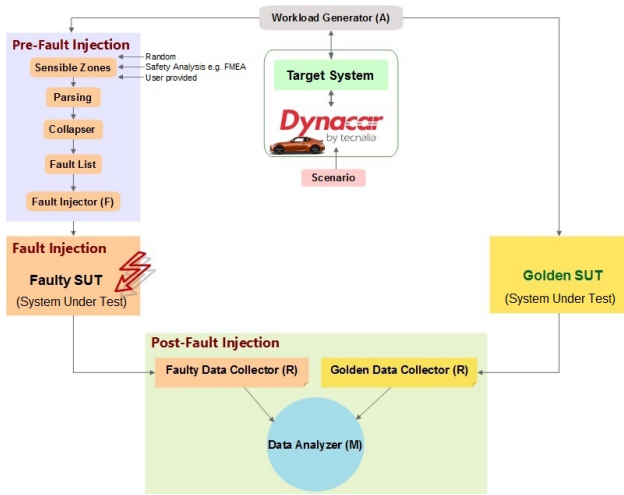 Workload Generator (A)
Pre-Fault Injection
Random
Sensible Zones
Safety Analysis e.g. FMEA
User provided
Parsing
Collapser
Fault List
Fault Injector (F)
Target System
Dynacar
by tecnalia
Scenario
Fault Injection
Faulty SUT
(System Under Test)
Golden SUT
(System Under Test)
Post-Fault Injection
Faulty Data Collector (R)
Golden Data Collector (R)
Data Analyzer (M)